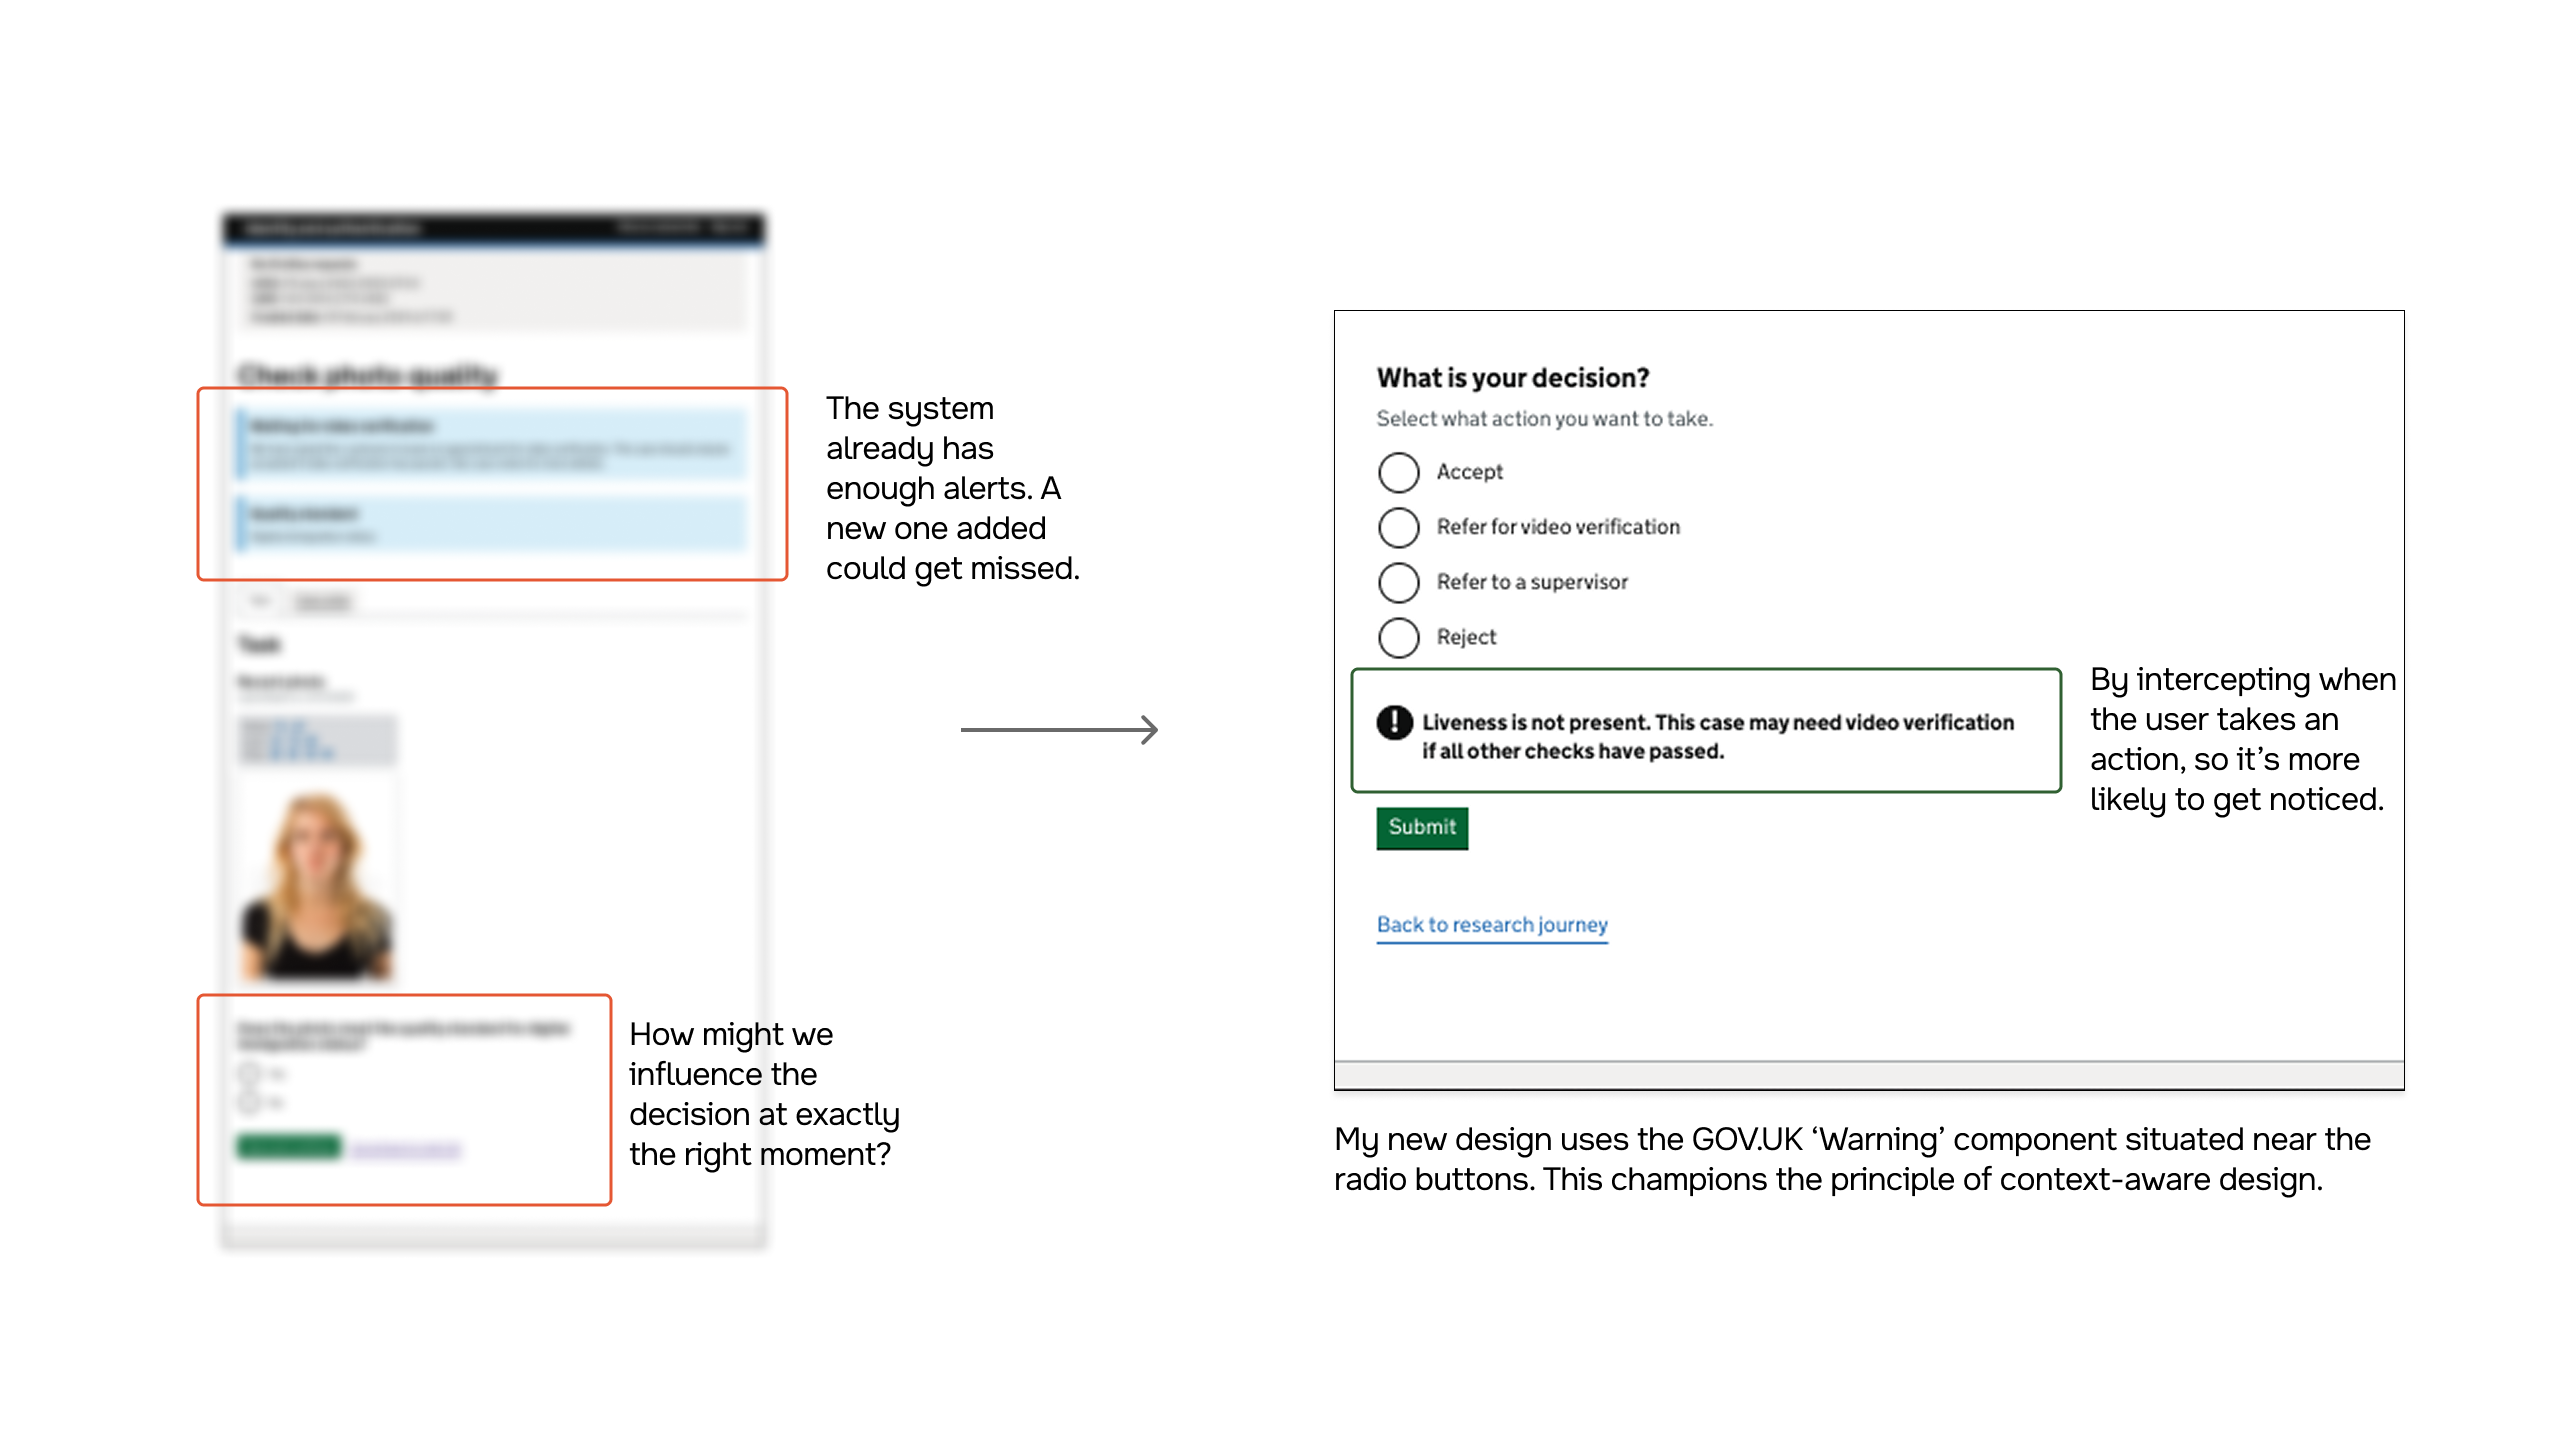 Check photo quality
The system
already has
enough alerts. A
new one added
could get missed.
Task
How might we
influence the
decision at exactly
the right moment?
What is your decision?
Select what action you want to take.
Accept
Refer for video verification
Refer to a supervisor
Reject
! Liveness is not present. This case may need video verification
if all other checks have passed.
By intercepting when
the user takes an
action, so it’s more
likely to get noticed.
Submit
Back to research journey
My new design uses the GOV.UK ‘Warning’ component situated near the
radio buttons. This champions the principle of context-aware design.